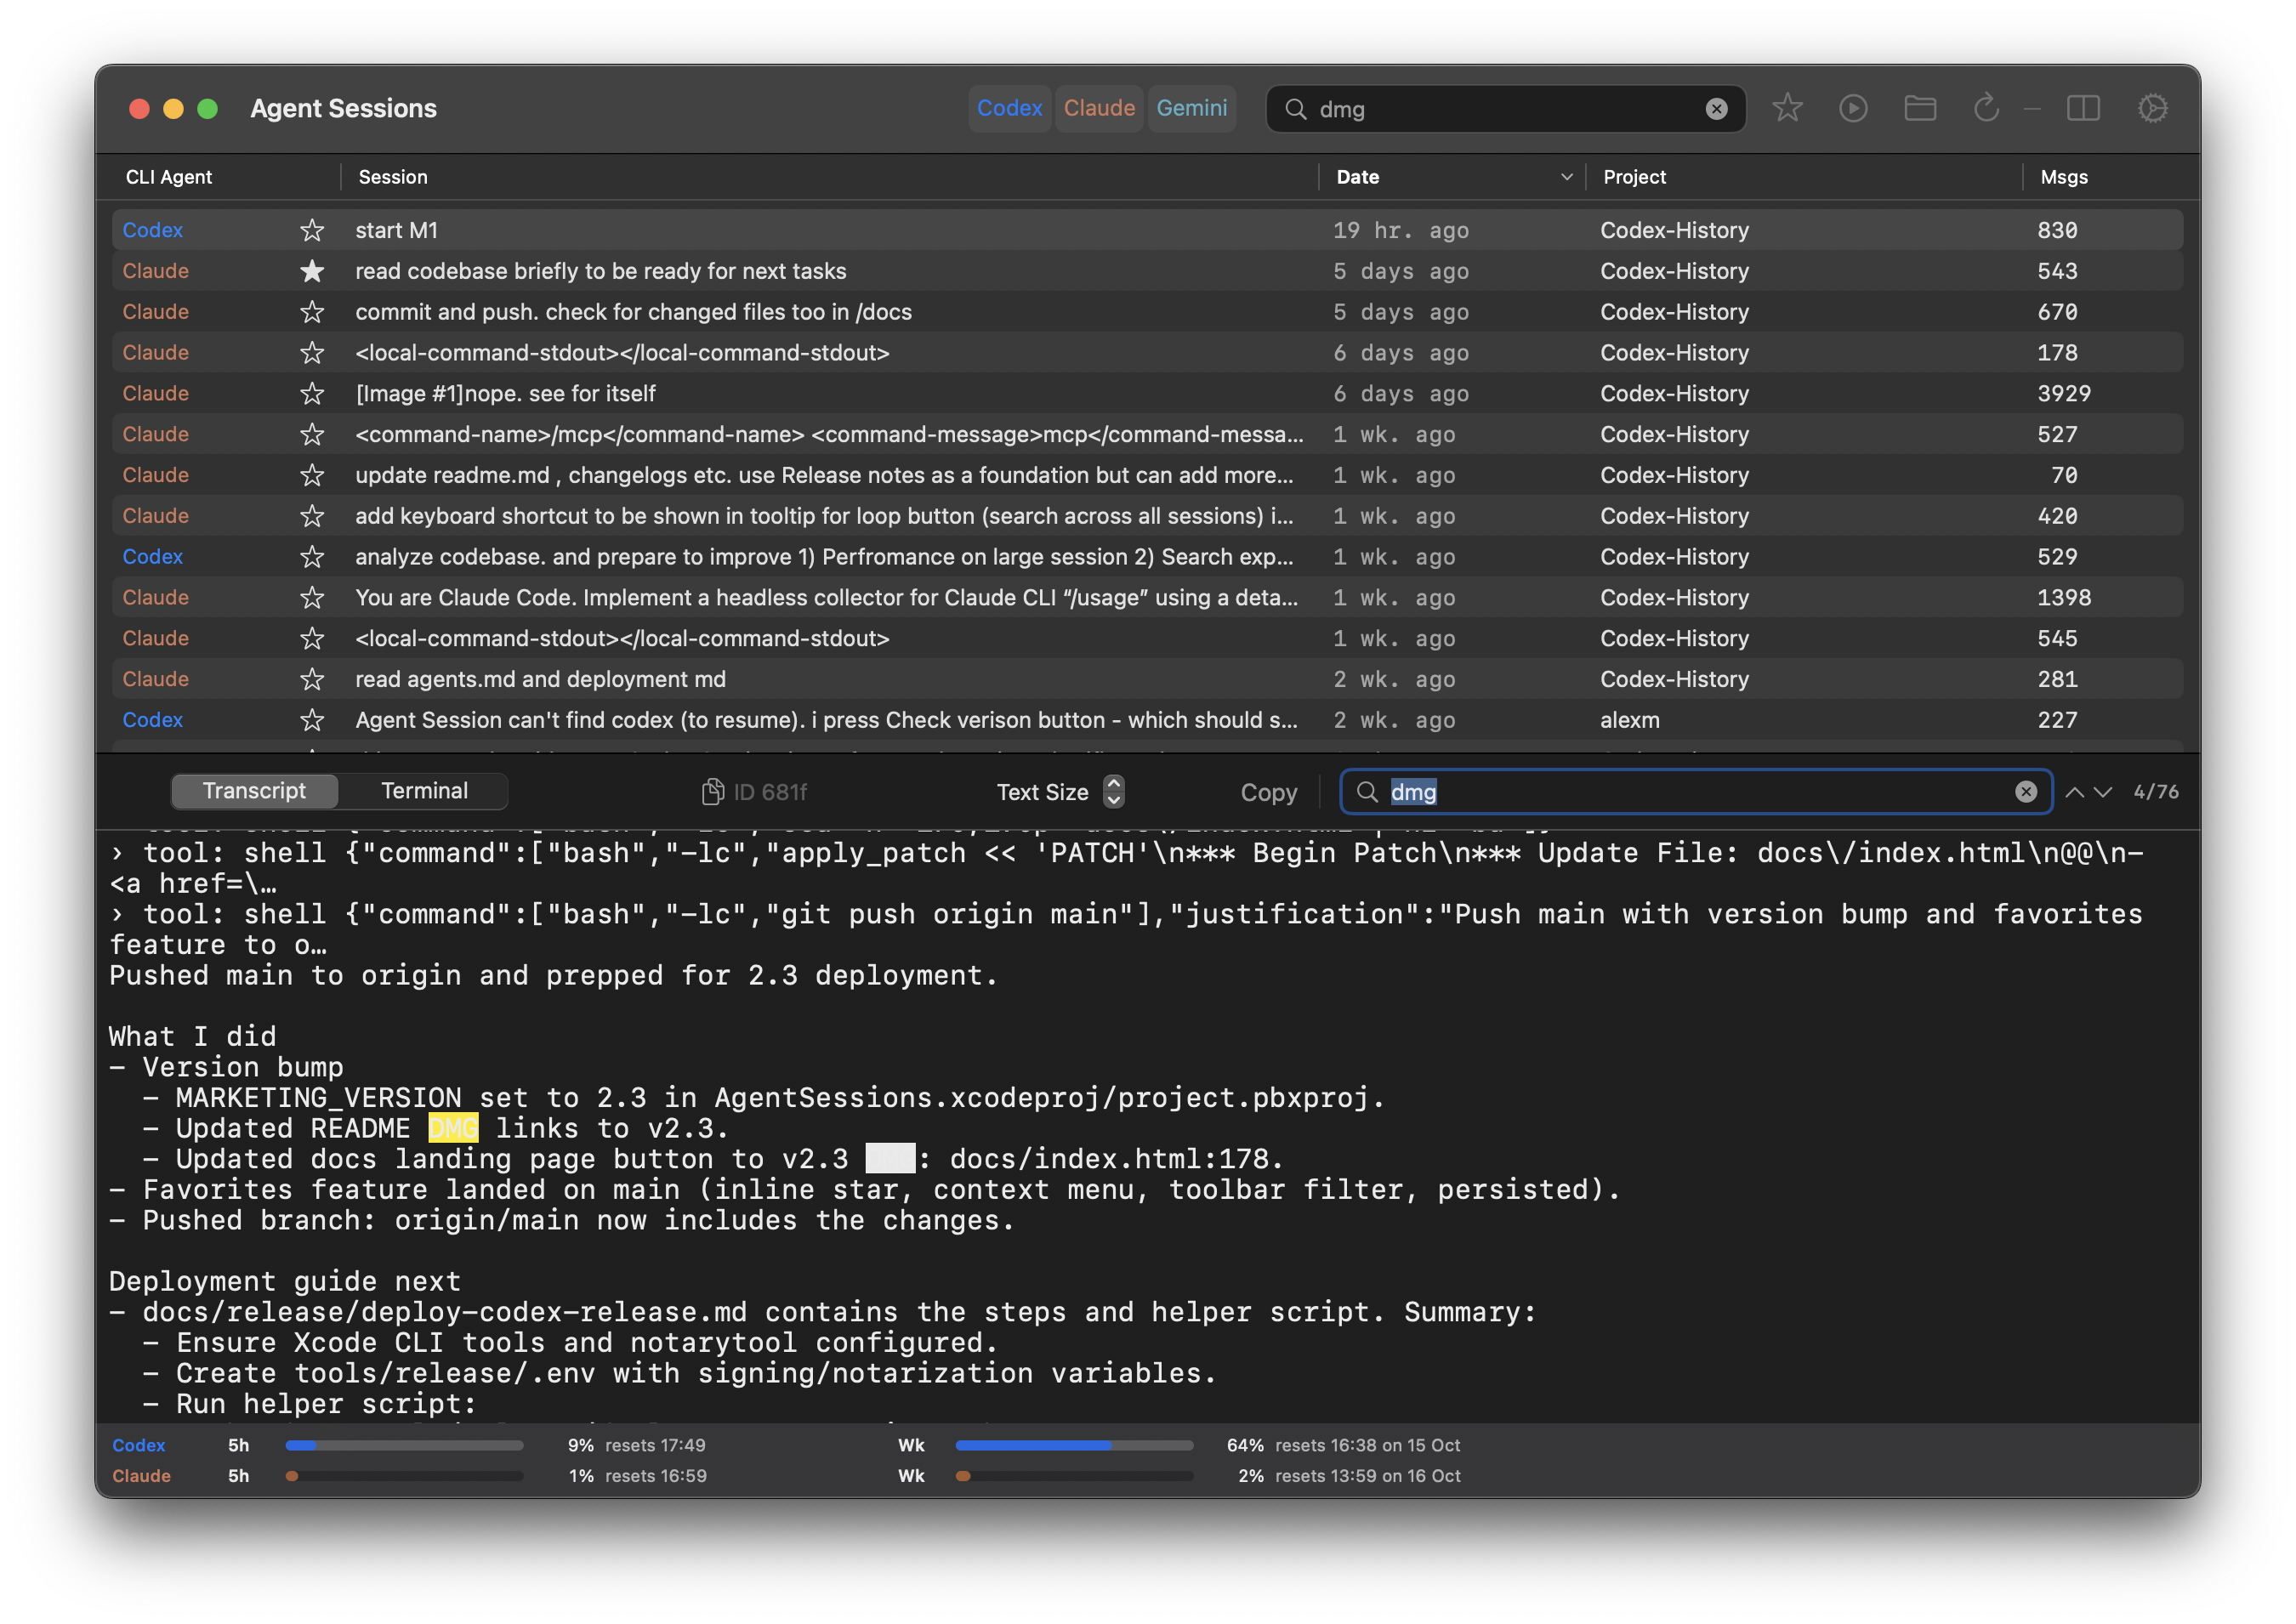 Agent Sessions
Codex Claude Gemini
dmg
CLI Agent Session Date Project Msgs
Codex start M1 19 hr. ago Codex-History 830
Claude read codebase briefly to be ready for next tasks 5 days ago Codex-History 543
Claude commit and push. check for changed files too in /docs 5 days ago Codex-History 670
Claude <local-command-stdout></local-command-stdout> 6 days ago Codex-History 178
Claude [Image #1]nope. see for itself 6 days ago Codex-History 3929
Claude <command-name>/mcp</command-name> <command-message>mcp</command-messa... 1 wk. ago Codex-History 527
Claude update readme.md , changelogs etc. use Release notes as a foundation but can add more... 1 wk. ago Codex-History 70
Claude add keyboard shortcut to be shown in tooltip for loop button (search across all sessions) i... 1 wk. ago Codex-History 420
Codex analyze codebase. and prepare to improve 1) Perfromance on large session 2) Search exp... 1 wk. ago Codex-History 529
Claude You are Claude Code. Implement a headless collector for Claude CLI “/usage” using a deta... 1 wk. ago Codex-History 1398
Claude <local-command-stdout></local-command-stdout> 1 wk. ago Codex-History 545
Claude read agents.md and deployment md 2 wk. ago Codex-History 281
Codex Agent Session can't find codex (to resume). i press Check verison button - which should s... 2 wk. ago alexm 227
Transcript Terminal ID 681f Text Size Copy dmg 4/76
› tool: shell {"command":["bash","-lc","apply_patch << 'PATCH'\n*** Begin Patch\n*** Update File: docs\/index.html\n@@\n-
<a href=\…
› tool: shell {"command":["bash","-lc","git push origin main"],"justification":"Push main with version bump and favorites
feature to o…
Pushed main to origin and prepped for 2.3 deployment.
What I did
- Version bump
- MARKETING_VERSION set to 2.3 in AgentSessions.xcodeproj/project.pbxproj.
- Updated README DMG links to v2.3.
- Updated docs landing page button to v2.3 : docs/index.html:178.
- Favorites feature landed on main (inline star, context menu, toolbar filter, persisted).
- Pushed branch: origin/main now includes the changes.
Deployment guide next
- docs/release/deploy-codex-release.md contains the steps and helper script. Summary:
- Ensure Xcode CLI tools and notarytool configured.
- Create tools/release/.env with signing/notarization variables.
- Run helper script:
Codex 5h 9% resets 17:49 Wk 64% resets 16:38 on 15 Oct
Claude 5h 1% resets 16:59 Wk 2% resets 13:59 on 16 Oct